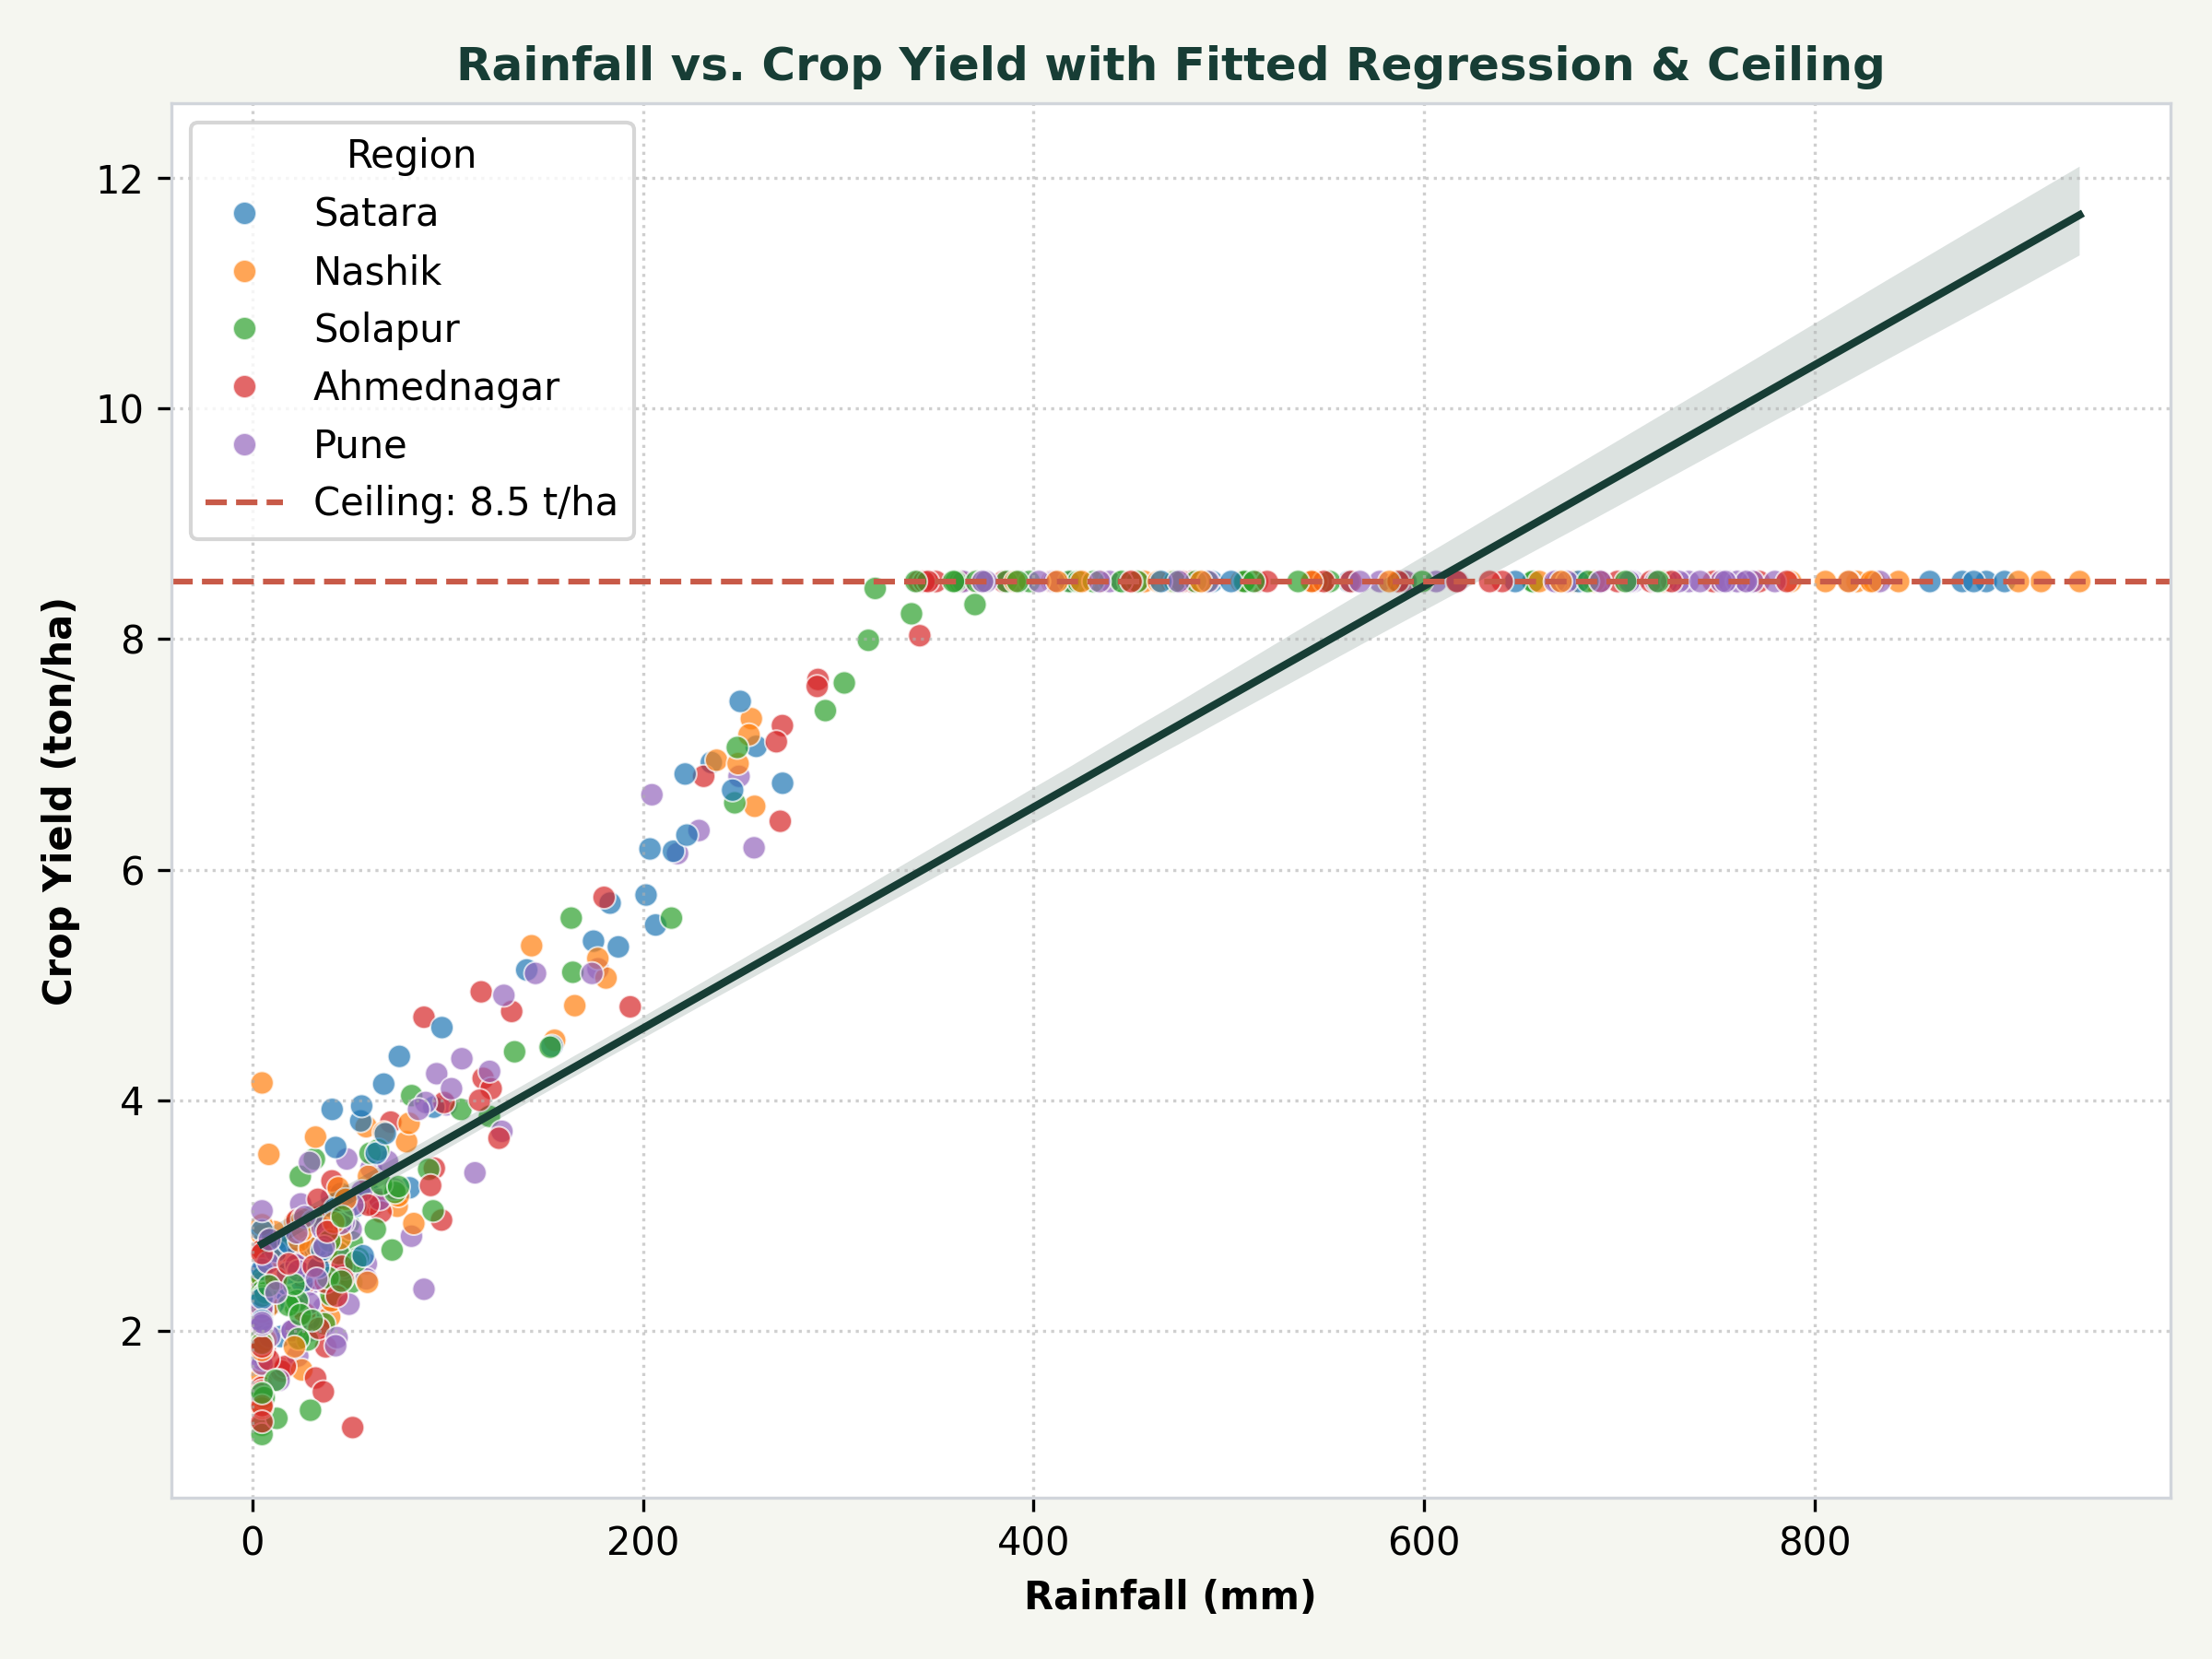 Rainfall vs. Crop Yield with Fitted Regression & Ceiling
Region
Satara
Nashik
Solapur
Ahmednagar
Pune
Ceiling: 8.5 t/ha
Crop Yield (ton/ha)
12
10
8
6
4
2
0
200
400
600
800
Rainfall (mm)